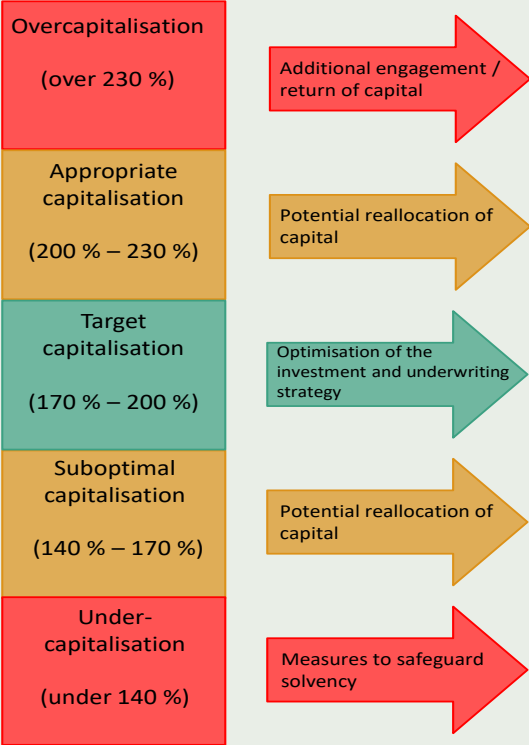 Overcapitalisation
(over 230 %)
Additional engagement /
return of capital
Appropriate
capitalisation
(200 % – 230 %)
Potential reallocation of
capital
Target
capitalisation
(170 % – 200 %)
Optimisation of the
investment and underwriting
strategy
Suboptimal
capitalisation
(140 % – 170 %)
Potential reallocation of
capital
Under-
capitalisation
(under 140 %)
Measures to safeguard
solvency